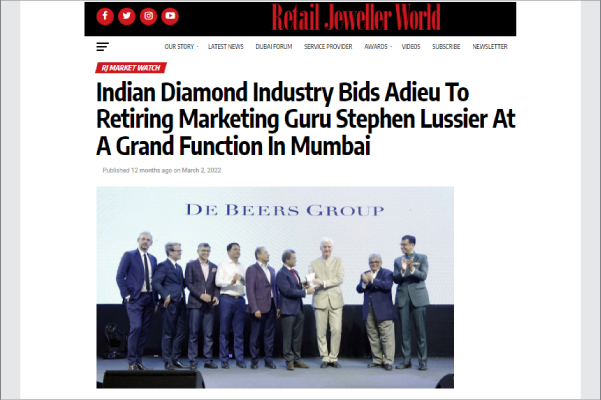 Retail Jeweller World
OUR STORY
LATEST NEWS
DUBAI FORUM
SERVICE PROVIDER
AWARDS
VIDEOS
SUBSCRIBE
NEWSLETTER
RJ MARKET WATCH
Indian Diamond Industry Bids Adieu To
Retiring Marketing Guru Stephen Lussier At
A Grand Function In Mumbai
Published 12 months ago on March 2, 2022
DE BEERS GROUP